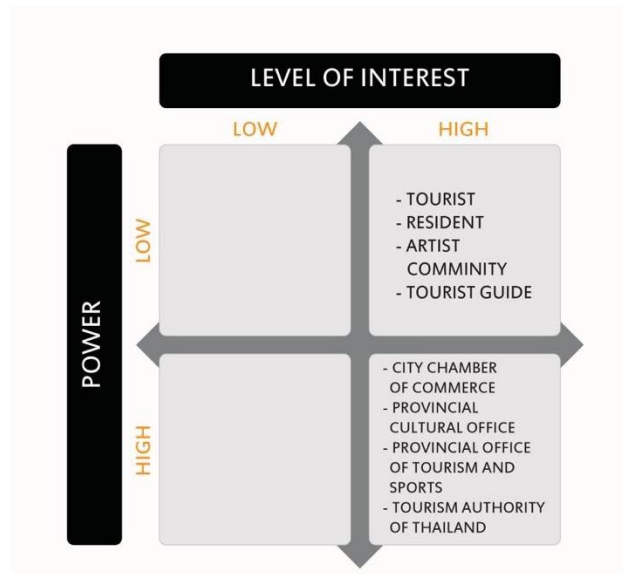 LEVEL OF INTEREST
LOW
HIGH
POWER
LOW
- TOURIST
- RESIDENT
- ARTIST
COMMINITY
- TOURIST GUIDE
HIGH
- CITY CHAMBER
OF COMMERCE
- PROVINCIAL
CULTURAL OFFICE
- PROVINCIAL OFFICE
OF TOURISM AND
SPORTS
- TOURISM AUTHORITY
OF THAILAND